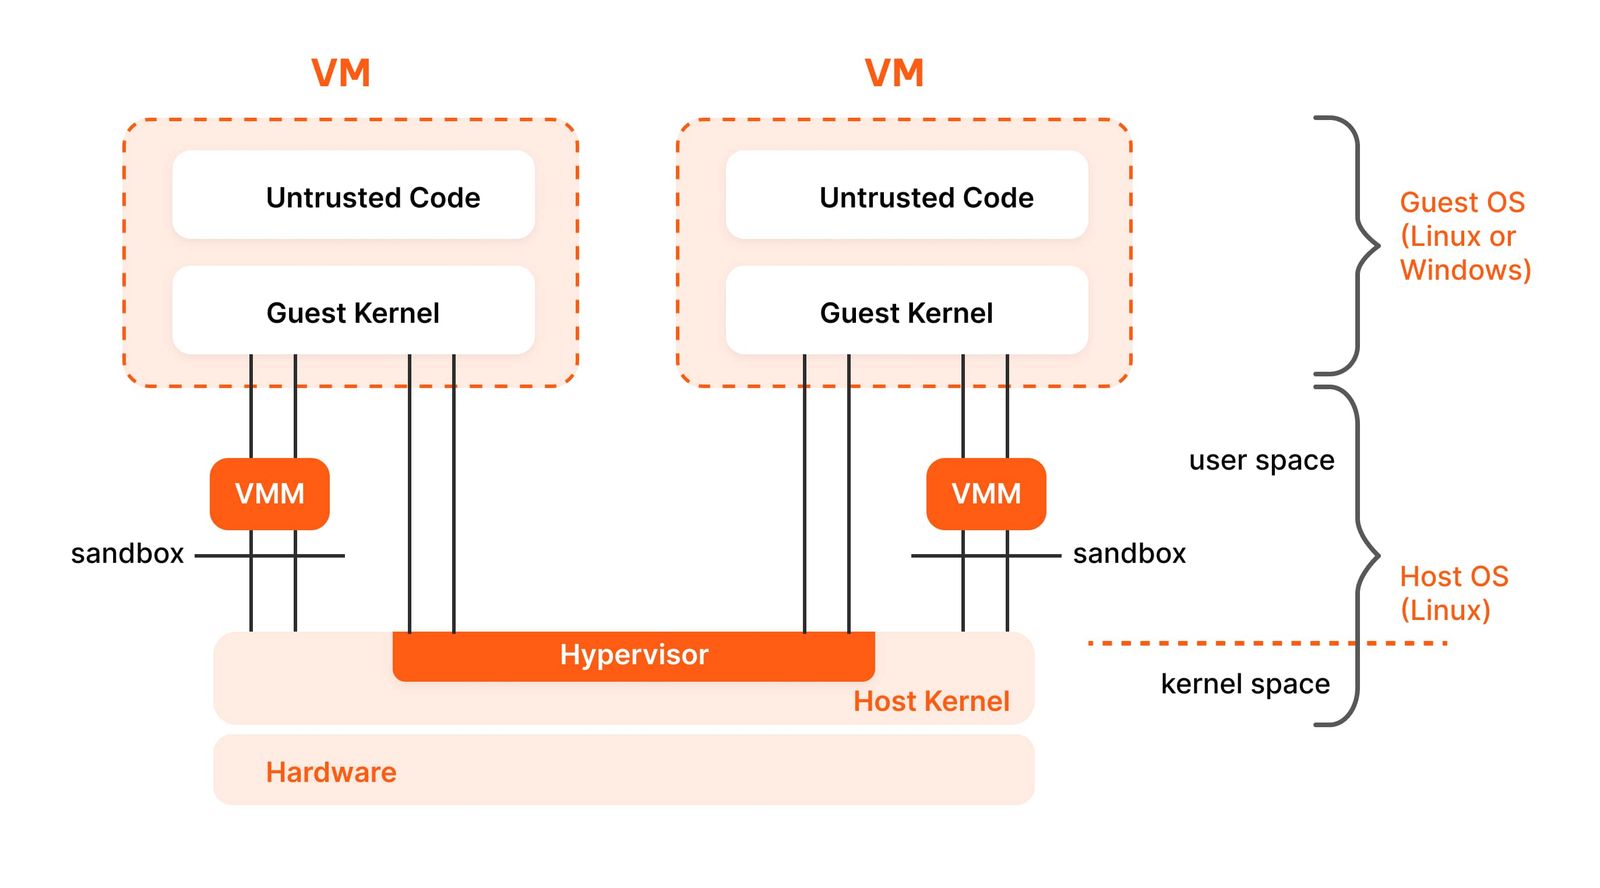 VM
VM
Untrusted Code
Untrusted Code
Guest Kernel
Guest Kernel
Guest OS
(Linux or
Windows)
user space
VMM
VMM
sandbox
sandbox
Host OS
(Linux)
Hypervisor
Host Kernel
kernel space
Hardware